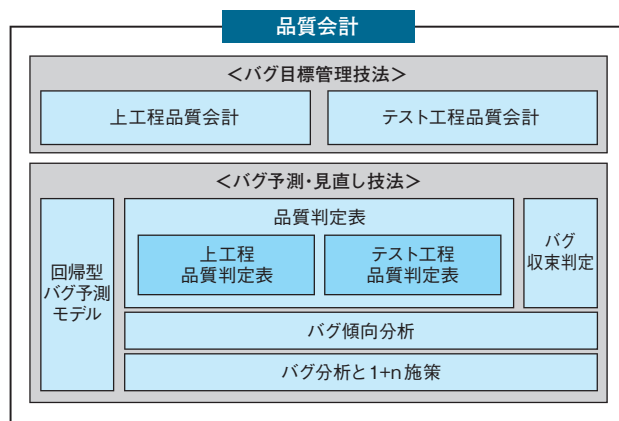 品質会計
＜バグ目標管理技法＞
上工程品質会計
テスト工程品質会計
＜バグ予測・見直し技法＞
回帰型
バグ予測
モデル
品質判定表
上工程
品質判定表
テスト工程
品質判定表
バグ
収束判定
バグ傾向分析
バグ分析と1+n施策